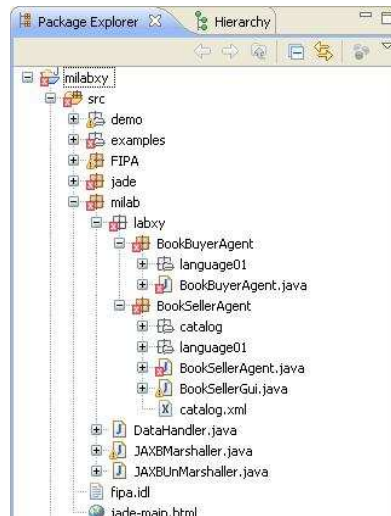 Package Explorer Hierarchy
milabxy
src
demo
examples
FIPA
jade
milab
labxy
BookBuyerAgent
language01
BookBuyerAgent.java
BookSellerAgent
catalog
language01
BookSellerAgent.java
BookSellerGui.java
catalog.xml
DataHandler.java
JAXBMarshaller.java
JAXBUnMarshaller.java
fipa.idl
jade-main.html